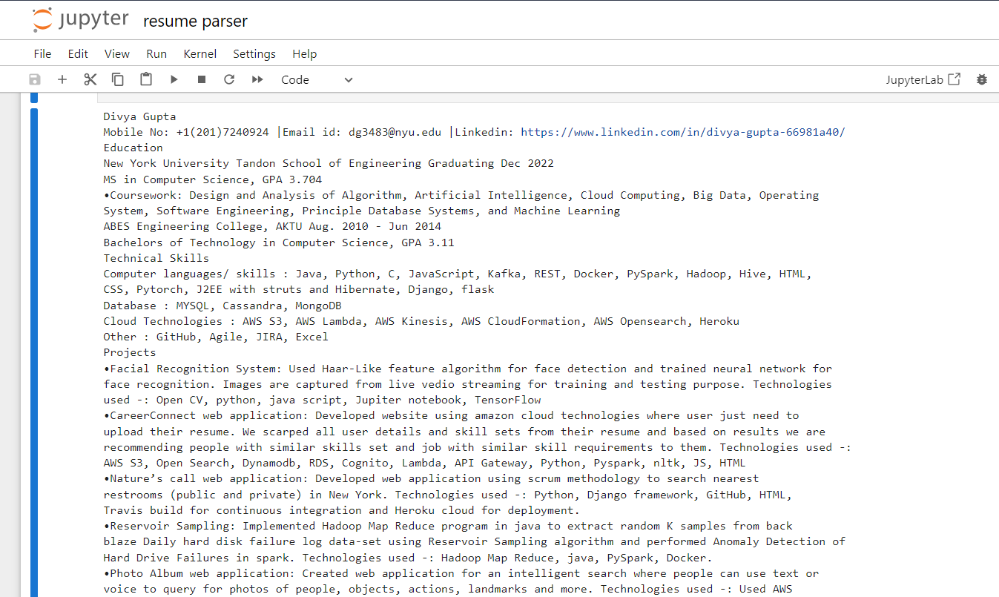 jupyter resume parser
File Edit View Run Kernel Settings Help
Code JupyterLab
Divya Gupta
Mobile No: +1(201)7240924 |Email id: dg3483@nyu.edu |Linkedin: https://www.linkedin.com/in/divya-gupta-66981a40/
Education
New York University Tandon School of Engineering Graduating Dec 2022
MS in Computer Science, GPA 3.704
•Coursework: Design and Analysis of Algorithm, Artificial Intelligence, Cloud Computing, Big Data, Operating
System, Software Engineering, Principle Database Systems, and Machine Learning
ABES Engineering College, AKTU Aug. 2010 - Jun 2014
Bachelors of Technology in Computer Science, GPA 3.11
Technical Skills
Computer languages/ skills : Java, Python, C, JavaScript, Kafka, REST, Docker, PySpark, Hadoop, Hive, HTML,
CSS, Pytorch, J2EE with struts and Hibernate, Django, flask
Database : MYSQL, Cassandra, MongoDB
Cloud Technologies : AWS S3, AWS Lambda, AWS Kinesis, AWS CloudFormation, AWS Opensearch, Heroku
Other : GitHub, Agile, JIRA, Excel
Projects
•Facial Recognition System: Used Haar-Like feature algorithm for face detection and trained neural network for
face recognition. Images are captured from live vedio streaming for training and testing purpose. Technologies
used -: Open CV, python, java script, Jupiter notebook, TensorFlow
•CareerConnect web application: Developed website using amazon cloud technologies where user just need to
upload their resume. We scarped all user details and skill sets from their resume and based on results we are
recommending people with similar skills set and job with similar skill requirements to them. Technologies used -:
AWS S3, Open Search, Dynamodb, RDS, Cognito, Lambda, API Gateway, Python, Pyspark, nltk, JS, HTML
•Nature’s call web application: Developed web application using scrum methodology to search nearest
restrooms (public and private) in New York. Technologies used -: Python, Django framework, GitHub, HTML,
Travis build for continuous integration and Heroku cloud for deployment.
•Reservoir Sampling: Implemented Hadoop Map Reduce program in java to extract random K samples from back
blaze Daily hard disk failure log data-set using Reservoir Sampling algorithm and performed Anomaly Detection of
Hard Drive Failures in spark. Technologies used -: Hadoop Map Reduce, java, PySpark, Docker.
•Photo Album web application: Created web application for an intelligent search where people can use text or
voice to query for photos of people, objects, actions, landmarks and more. Technologies used -: Used AWS